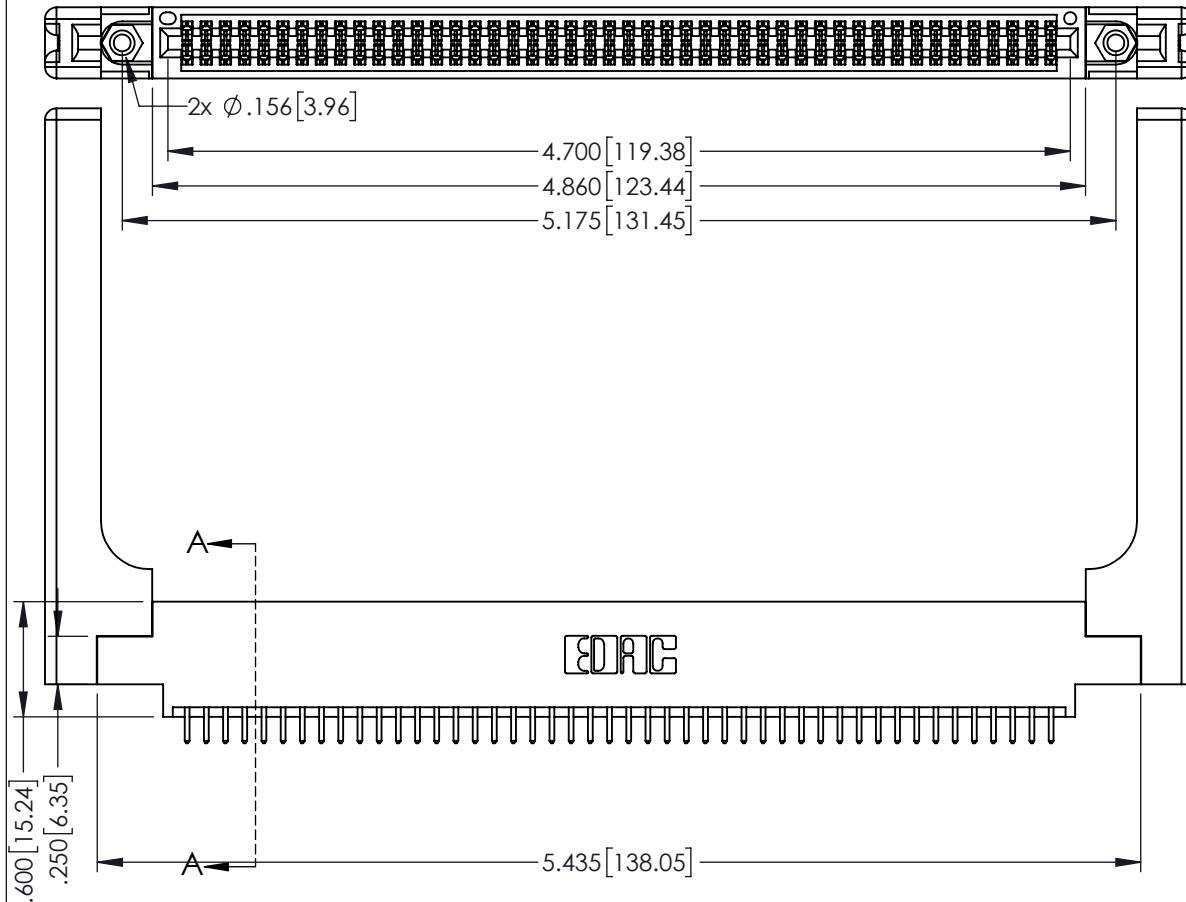 2x Ø.156[3.96]
4.700[119.38]
4.860[123.44]
5.175[131.45]
A
EDAC
.600[15.24]
.250[6.35]
A
5.435[138.05]